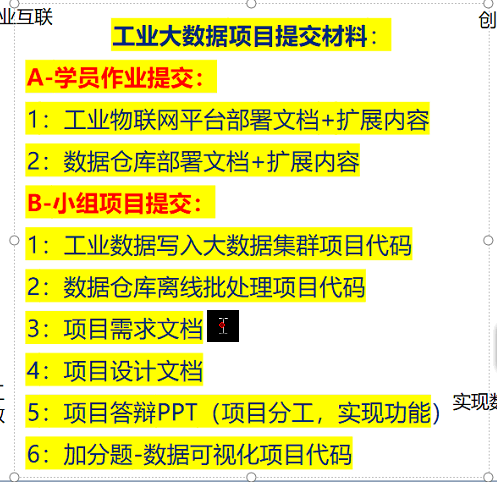 业互联
创
工业大数据项目提交材料：
A-学员作业提交：
1：工业物联网平台部署文档+扩展内容
2：数据仓库部署文档+扩展内容
B-小组项目提交：
1：工业数据写入大数据集群项目代码
2：数据仓库离线批处理项目代码
3：项目需求文档
4：项目设计文档
5：项目答辩PPT（项目分工，实现功能）
实现数
6：加分题-数据可视化项目代码